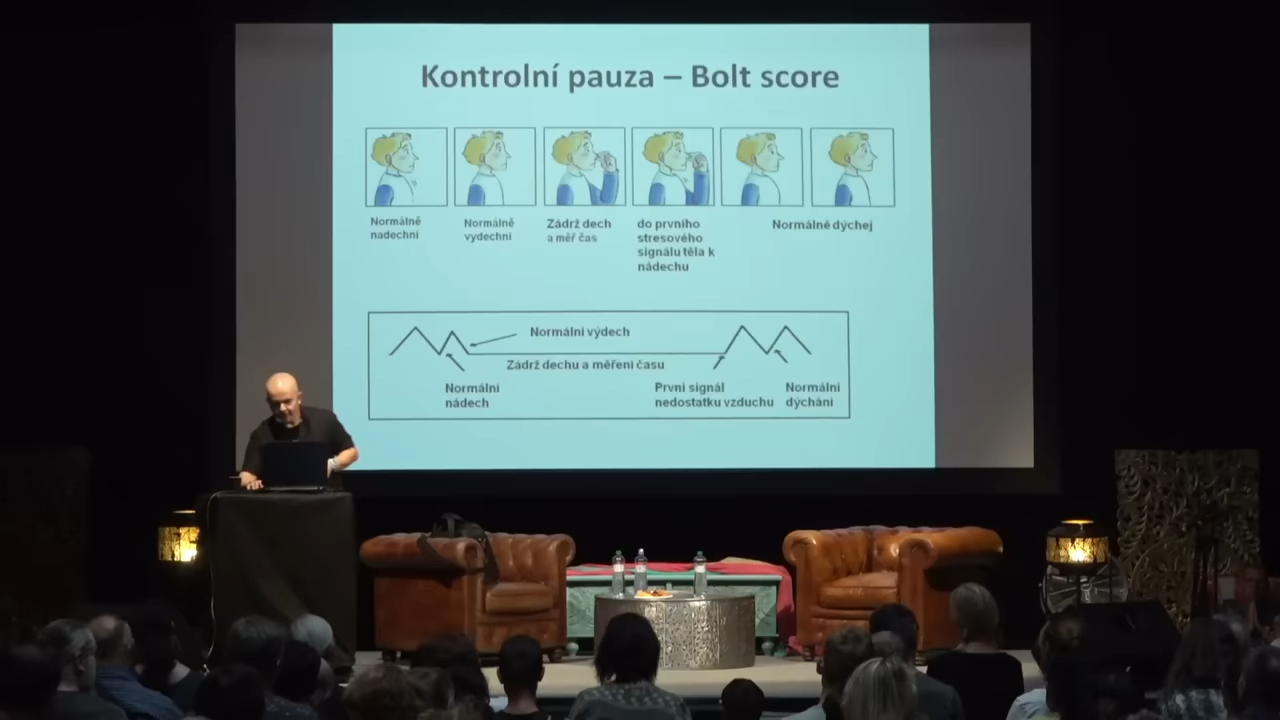 Kontrolní pauza – Bolt score
Normálně
nadechni
Normálně
vydechni
Zádrž dech
a měř čas
do prvního
stresového
signálu těla k
nádechu
Normálně dýchej
Normální výdech
Zádrž dechu a měření času
Normální
nádech
První signál
nedostatku vzduchu
Normální
dýchání